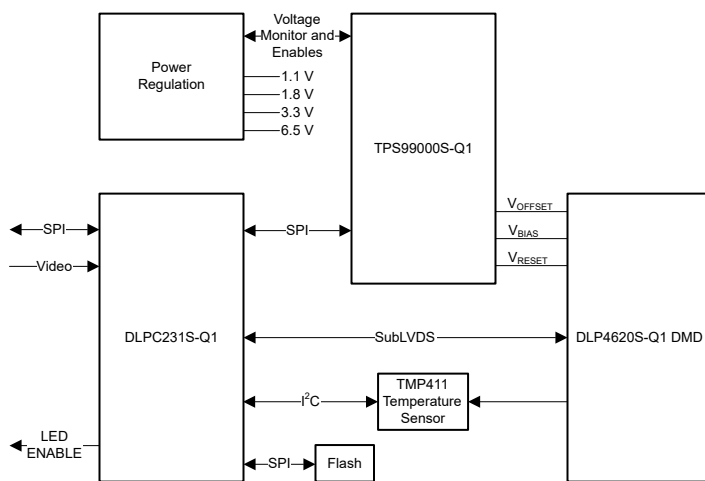 Voltage
Monitor and
Enables
Power
Regulation
1.1 V
1.8 V
3.3 V
6.5 V
TPS99000S-Q1
VOFFSET
VBIAS
VRESET
SPI
SPI
Video
DLPC231S-Q1
SubLVDS
DLP4620S-Q1 DMD
I²C
TMP411
Temperature
Sensor
LED
ENABLE
SPI
Flash